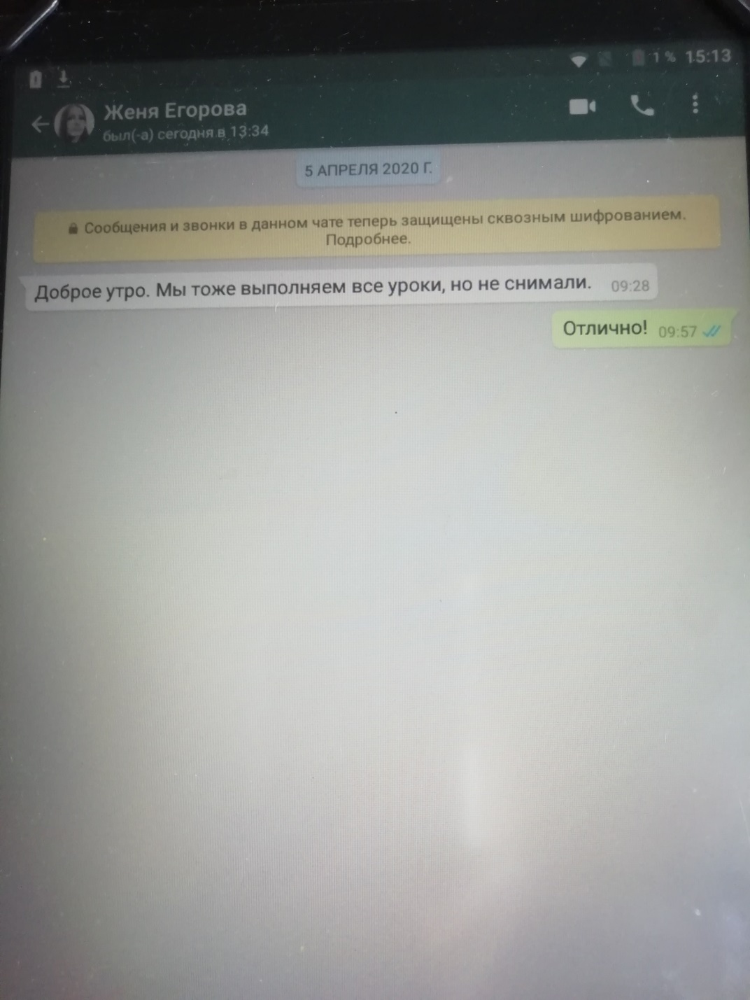 1 % 15:13
Женя Егорова
был(-а) сегодня в 13:34
5 АПРЕЛЯ 2020 Г.
Сообщения и звонки в данном чате теперь защищены сквозным шифрованием.
Подробнее.
Доброе утро. Мы тоже выполняем все уроки, но не снимали. 09:28
Отлично! 09:57